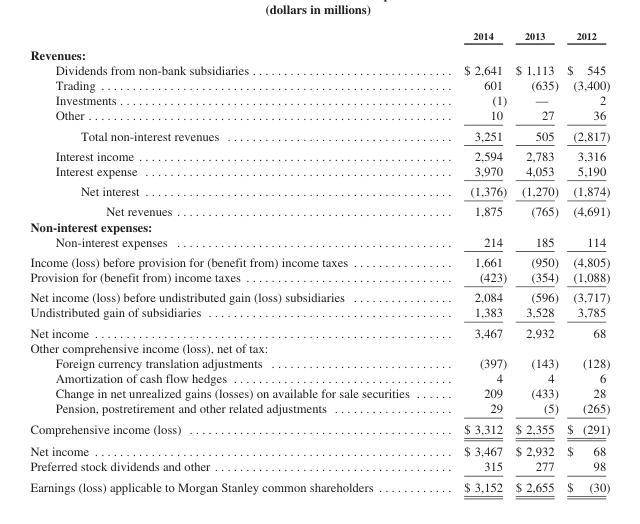 (dollars in millions)
2014 2013 2012
Revenues:
Dividends from non-bank subsidiaries . . . . . . . . . . . . . . . . . . . . . . . . . . . . . . . . $ 2,641 $ 1,113 $ 545
Trading . . . . . . . . . . . . . . . . . . . . . . . . . . . . . . . . 601 (635) (3,400)
Investments . . . . . . . . . . . . . . . . . . . . . . . . . . . . . . . . (1) — 2
Other . . . . . . . . . . . . . . . . . . . . . . . . . . . . . . . . 10 27 36
Total non-interest revenues . . . . . . . . . . . . . . . . . . . . . . . . . . . . . . . . 3,251 505 (2,817)
Interest income . . . . . . . . . . . . . . . . . . . . . . . . . . . . . . . . 2,594 2,783 3,316
Interest expense . . . . . . . . . . . . . . . . . . . . . . . . . . . . . . . . 3,970 4,053 5,190
Net interest . . . . . . . . . . . . . . . . . . . . . . . . . . . . . . . . (1,376) (1,270) (1,874)
Net revenues . . . . . . . . . . . . . . . . . . . . . . . . . . . . . . . . 1,875 (765) (4,691)
Non-interest expenses:
Non-interest expenses . . . . . . . . . . . . . . . . . . . . . . . . . . . . . . . . 214 185 114
Income (loss) before provision for (benefit from) income taxes . . . . . . . . . . . . . . . . 1,661 (950) (4,805)
Provision for (benefit from) income taxes . . . . . . . . . . . . . . . . . . . . . . . . . . . . . . . . (423) (354) (1,088)
Net income (loss) before undistributed gain (loss) subsidiaries . . . . . . . . . . . . . . . . 2,084 (596) (3,717)
Undistributed gain of subsidiaries . . . . . . . . . . . . . . . . . . . . . . . . . . . . . . . . 1,383 3,528 3,785
Net income . . . . . . . . . . . . . . . . . . . . . . . . . . . . . . . . 3,467 2,932 68
Other comprehensive income (loss), net of tax:
Foreign currency translation adjustments . . . . . . . . . . . . . . . . . . . . . . . . . . . . (397) (143) (128)
Amortization of cash flow hedges . . . . . . . . . . . . . . . . . . . . . . . . . . . . . . . . 4 4 6
Change in net unrealized gains (losses) on available for sale securities . . . . . . 209 (433) 28
Pension, postretirement and other related adjustments . . . . . . . . . . . . . . . . . . . 29 (5) (265)
Comprehensive income (loss) . . . . . . . . . . . . . . . . . . . . . . . . . . . . . . . . $ 3,312 $ 2,355 $ (291)
Net income . . . . . . . . . . . . . . . . . . . . . . . . . . . . . . . . $ 3,467 $ 2,932 $ 68
Preferred stock dividends and other . . . . . . . . . . . . . . . . . . . . . . . . . . . . . . . . 315 277 98
Earnings (loss) applicable to Morgan Stanley common shareholders . . . . . . . . . . . . $ 3,152 $ 2,655 $ (30)